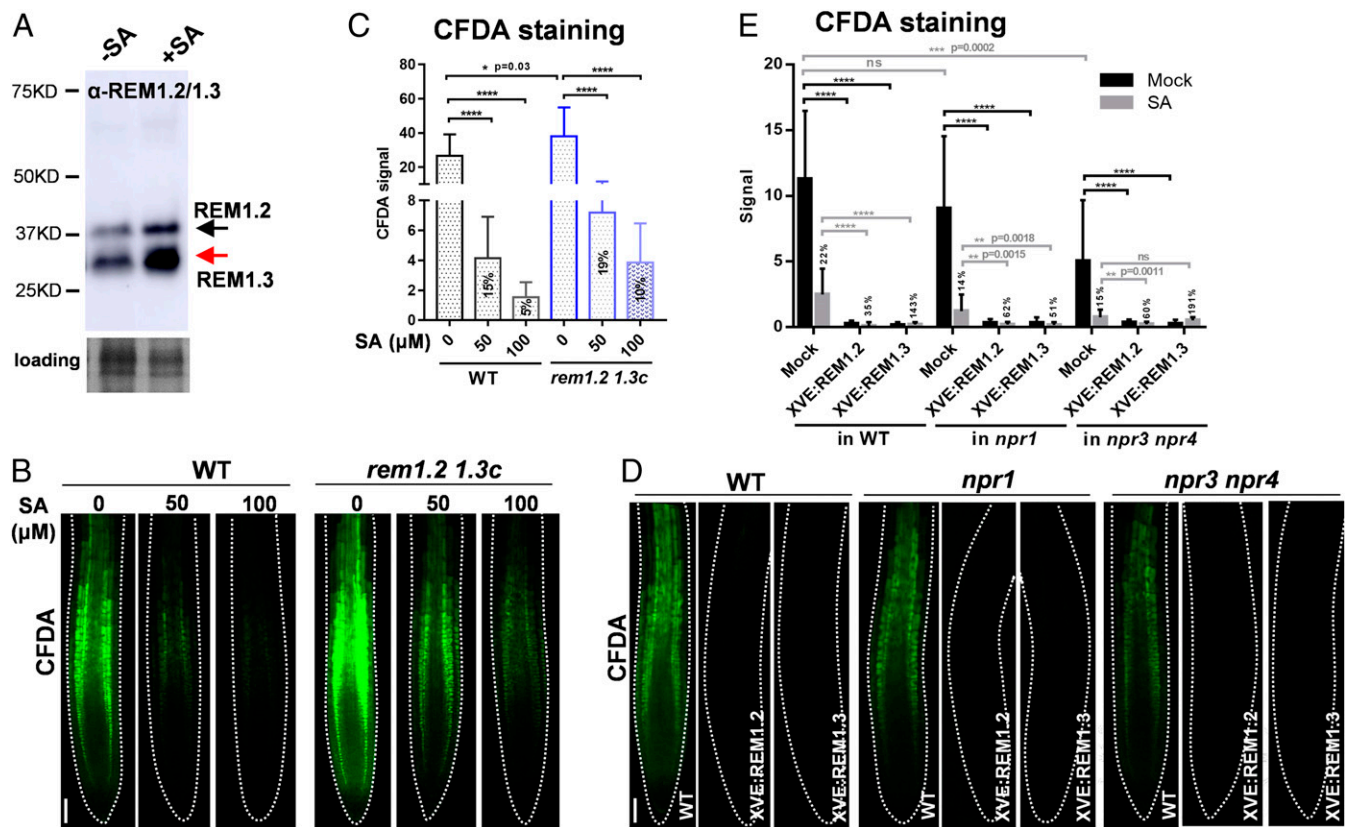 A
-SA +SA
α-REM1.2/1.3
75KD
50KD
37KD
25KD
REM1.2
REM1.3
loading
C
CFDA staining
* p=0.03
****
****
****
****
CFDA signal
80
60
40
20
8
6
4
2
0
15%
5%
19%
10%
SA (μM) 0 50 100 0 50 100
WT rem1.2 1.3c
E
CFDA staining
*** p=0.0002
ns
Mock
SA
****
****
****
****
****
****
****
****
** p=0.0018
** p=0.0015
ns
** p=0.0011
Signal
20
15
10
5
0
22% 35% 143% 14% 62% 51% 15% 60% 191%
Mock XVE:REM1.2 XVE:REM1.3 Mock XVE:REM1.2 XVE:REM1.3 Mock XVE:REM1.2 XVE:REM1.3
in WT in npr1 in npr3 npr4
B
WT rem1.2 1.3c
SA 0 50 100 0 50 100
(μM)
CFDA
D
WT npr1 npr3 npr4
CFDA
WT XVE:REM1.2 XVE:REM1.3 WT XVE:REM1.2 XVE:REM1.3 WT XVE:REM1.2 XVE:REM1.3